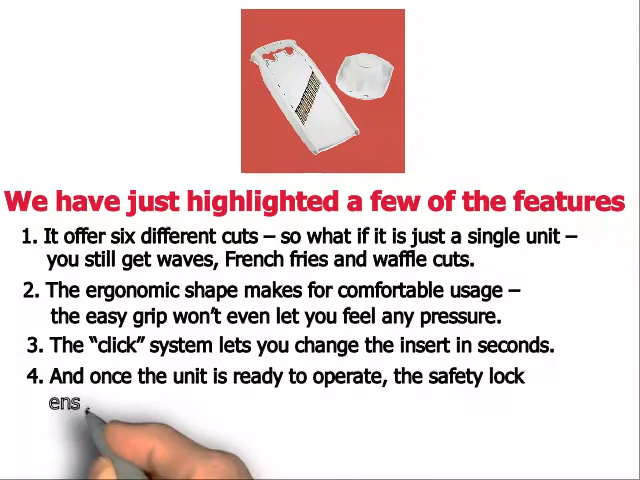 We have just highlighted a few of the features
1. It offer six different cuts – so what if it is just a single unit –
you still get waves, French fries and waffle cuts.
2. The ergonomic shape makes for comfortable usage –
the easy grip won't even let you feel any pressure.
3. The “click” system lets you change the insert in seconds.
4. And once the unit is ready to operate, the safety lock
ens